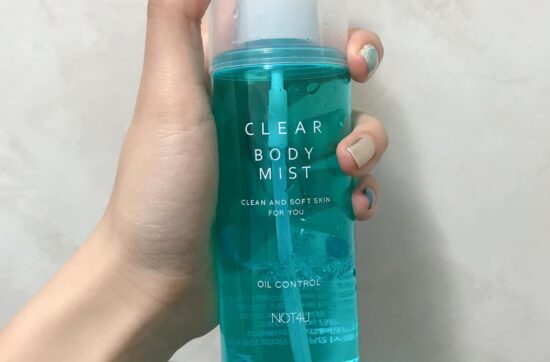 CLEAR
BODY
MIST
CLEAN AND SOFT SKIN
FOR YOU
OIL CONTROL
NOT4U